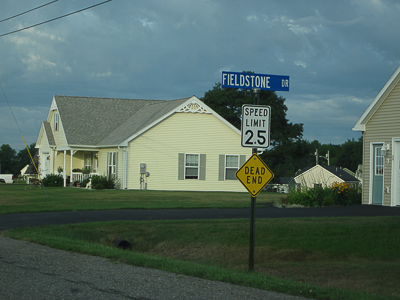 FIELDSTONE DR
SPEED
LIMIT
25
DEAD
END